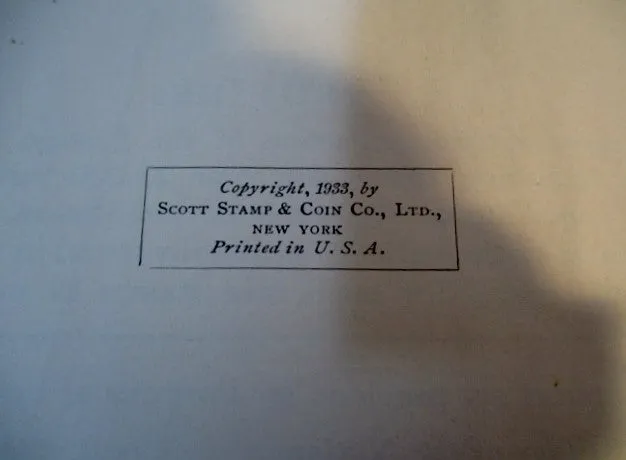 Copyright, 1933, by
Scott Stamp & Coin Co., Ltd.,
NEW YORK
Printed in U. S. A.